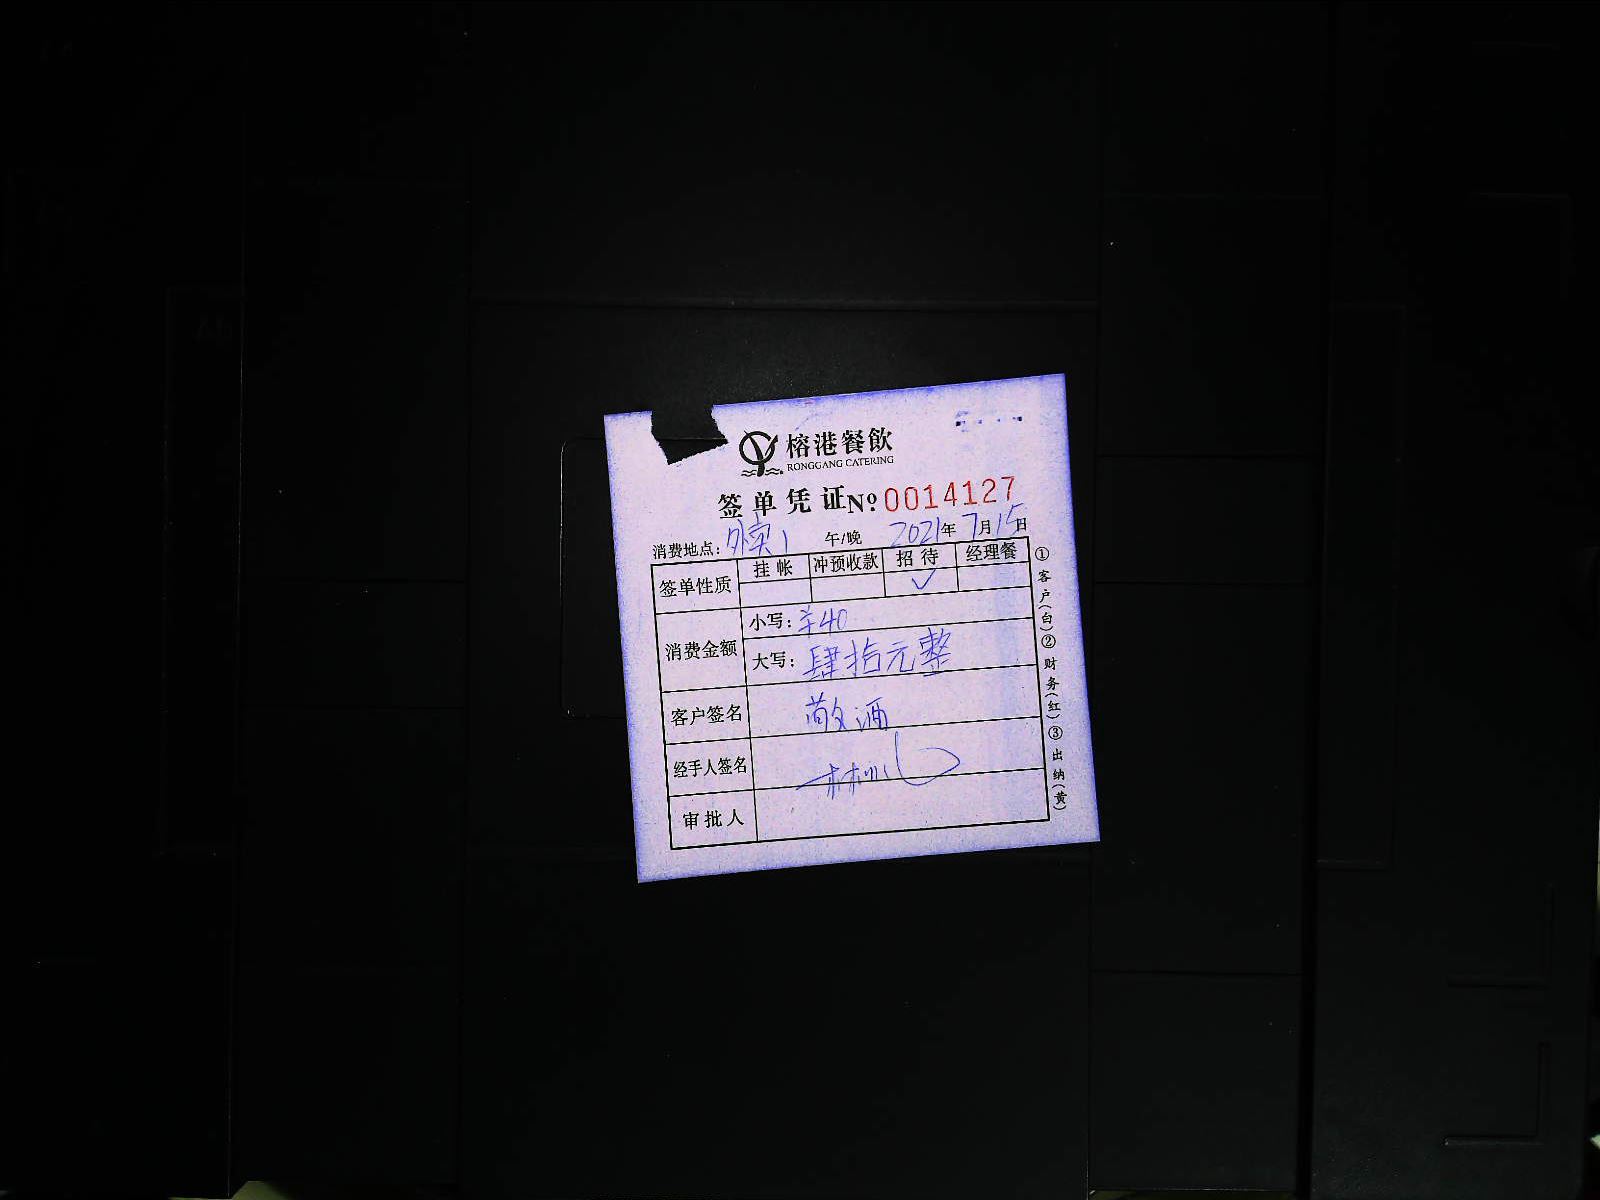 榕港餐飲
RONGGANG CATERING
签单凭证 №:0014127
消费地点:外卖1 午/晚 2021年7月15日
签单性质 挂帐 冲预收款 招待 经理餐
✓
消费金额 小写:¥40
大写:肆拾元整
客户签名 敬酒
经手人签名
审批人
①客户(白)②财务(红)③出纳(黄)